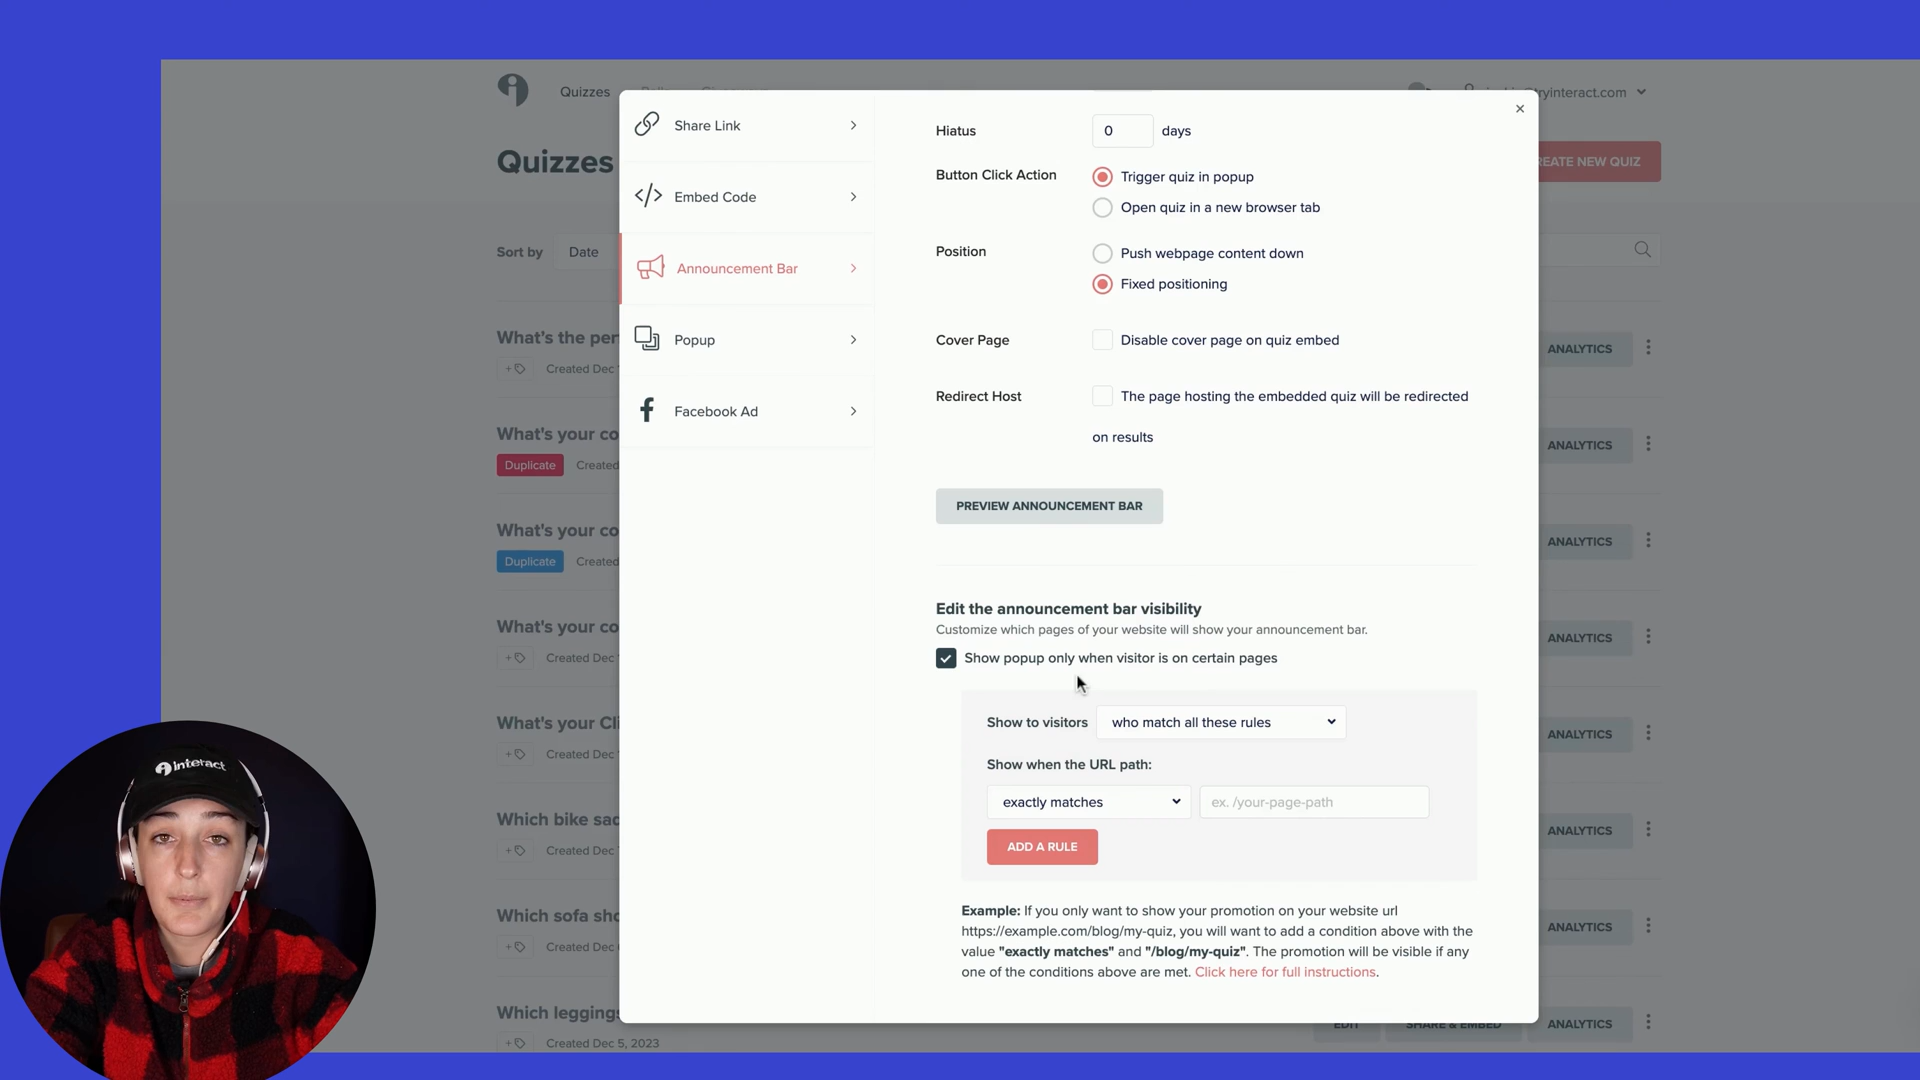 Quizzes
tryinteract.com
Quizzes
EATE NEW QUIZ
Sort by
Date
What's the per
Created Dec
What's your co
Duplicate
Created
What's your co
Duplicate
Created
What's your co
Created Dec
What's your Cli
Created Dec
Which bike sac
Created Dec
Which sofa sho
Created Dec
Which leggings
Created Dec 5, 2023
ANALYTICS
ANALYTICS
ANALYTICS
ANALYTICS
ANALYTICS
ANALYTICS
ANALYTICS
EDIT
SHARE & EMBED
ANALYTICS
Share Link
Embed Code
Announcement Bar
Popup
Facebook Ad
Hiatus
0
days
Button Click Action
Trigger quiz in popup
Open quiz in a new browser tab
Position
Push webpage content down
Fixed positioning
Cover Page
Disable cover page on quiz embed
Redirect Host
The page hosting the embedded quiz will be redirected
on results
PREVIEW ANNOUNCEMENT BAR
Edit the announcement bar visibility
Customize which pages of your website will show your announcement bar.
Show popup only when visitor is on certain pages
Show to visitors
who match all these rules
Show when the URL path:
exactly matches
ex. /your-page-path
ADD A RULE
Example: If you only want to show your promotion on your website url
https://example.com/blog/my-quiz, you will want to add a condition above with the
value "exactly matches" and "/blog/my-quiz". The promotion will be visible if any
one of the conditions above are met. Click here for full instructions.
interact